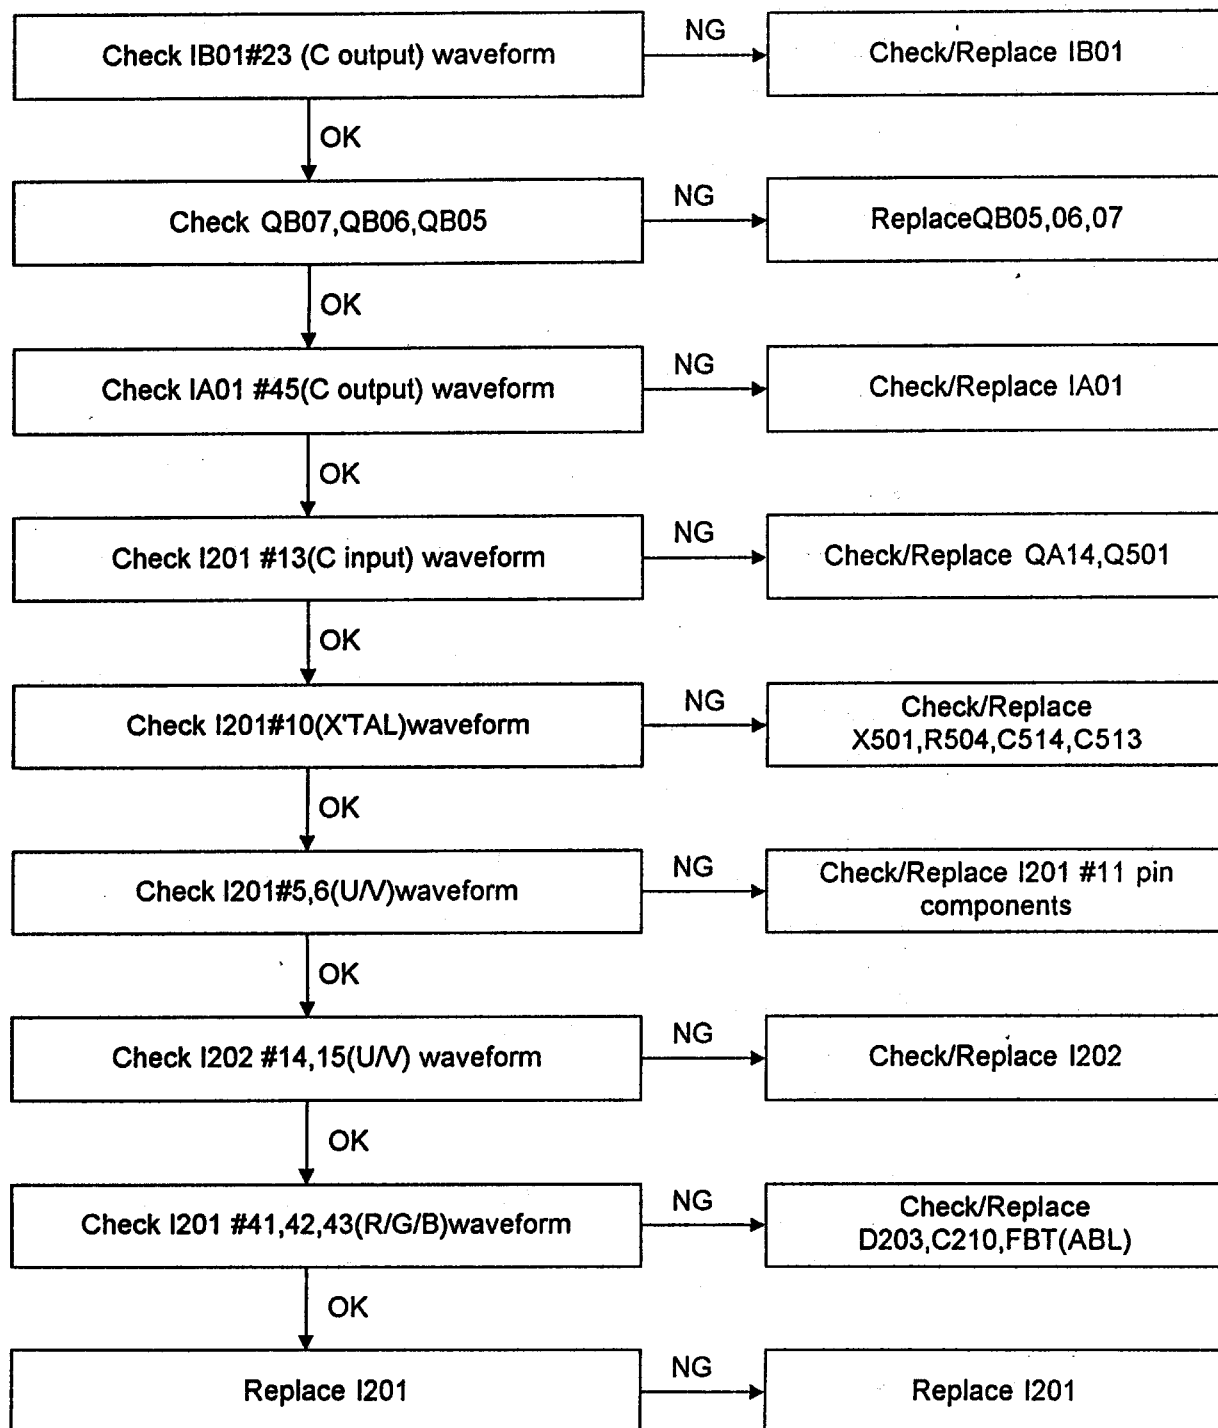 Check IB01#23 (C output) waveform
NG
Check/Replace IB01
OK
Check QB07,QB06,QB05
NG
ReplaceQB05,06,07
OK
Check IA01 #45(C output) waveform
NG
Check/Replace IA01
OK
Check I201 #13(C input) waveform
NG
Check/Replace QA14,Q501
OK
Check I201#10(X'TAL)waveform
NG
Check/Replace
X501,R504,C514,C513
OK
Check I201#5,6(U/V)waveform
NG
Check/Replace I201 #11 pin
components
OK
Check I202 #14,15(U/V) waveform
NG
Check/Replace I202
OK
Check I201 #41,42,43(R/G/B)waveform
NG
Check/Replace
D203,C210,FBT(ABL)
OK
Replace I201
NG
Replace I201